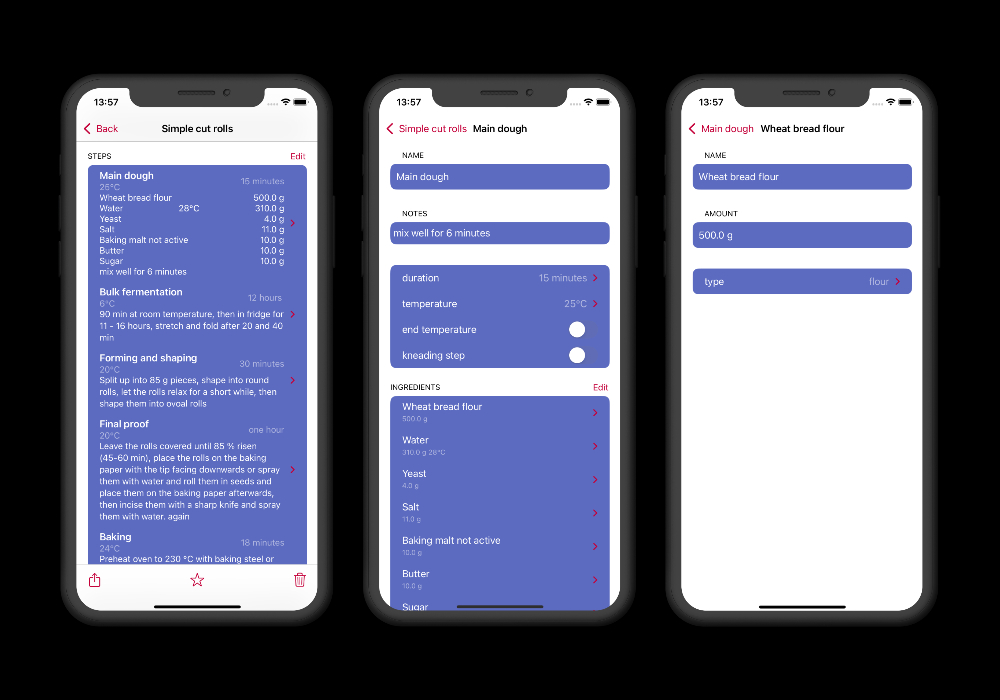 13:57
Back
Simple cut rolls
STEPS
Edit
Main dough
15 minutes
26°C
Wheat bread flour 500.0 g
Water 28°C 310.0 g
Yeast 4.0 g
Salt 11.0 g
Baking malt not active 10.0 g
Butter 10.0 g
Sugar 10.0 g
mix well for 6 minutes
Bulk fermentation
12 hours
6°C
90 min at room temperature, then in fridge for
11 - 16 hours, stretch and fold after 20 and 40
min
Forming and shaping
30 minutes
20°C
Split up into 85 g pieces, shape into round
rolls, let the rolls relax for a short while, then
shape them into ovoal rolls
Final proof
one hour
20°C
Leave the rolls covered until 85 % risen
(45-60 min), place the rolls on the baking
paper with the tip facing downwards or spray
them with water and roll them in seeds and
place them on the baking paper afterwards,
then incise them with a sharp knife and spray
them with water. again
Baking
18 minutes
24°C
Preheat oven to 230 °C with baking steel or
13:57
Simple cut rolls
Main dough
NAME
Main dough
NOTES
mix well for 6 minutes
duration 15 minutes
temperature 25°C
end temperature
kneading step
INGREDIENTS
Edit
Wheat bread flour
500.0 g
Water
310.0 g 28°C
Yeast
4.0 g
Salt
11.0 g
Baking malt not active
10.0 g
Butter
10.0 g
Sugar
13:57
Main dough
Wheat bread flour
NAME
Wheat bread flour
AMOUNT
500.0 g
type flour